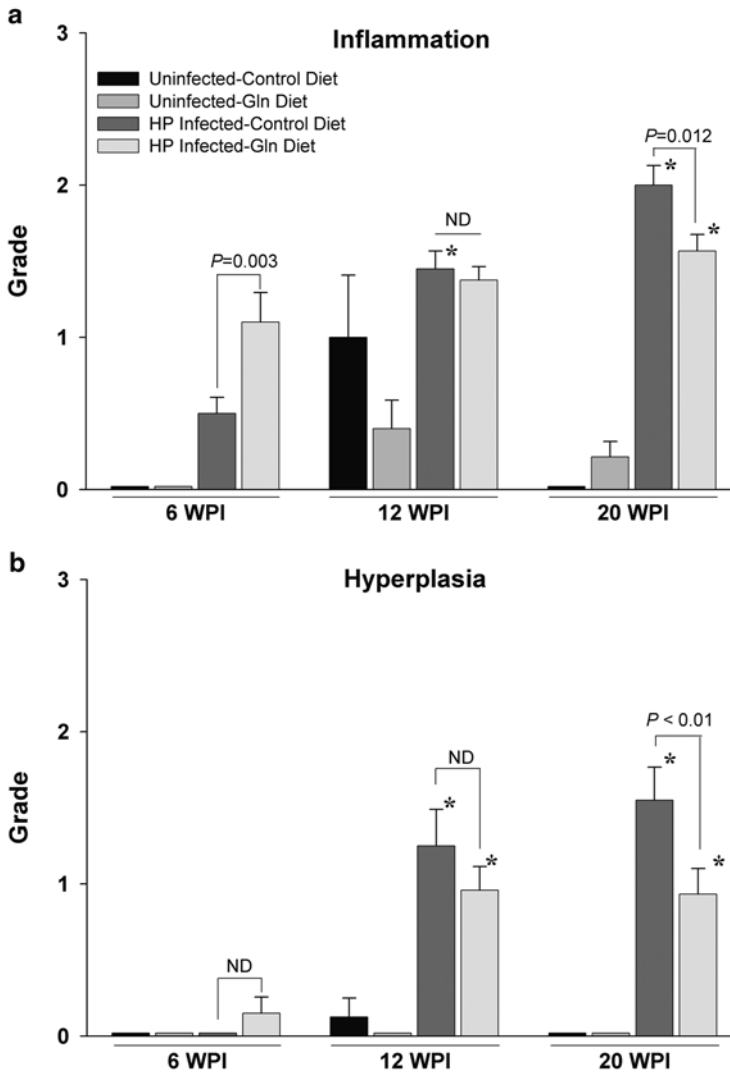 a
Inflammation
3
Uninfected-Control Diet
Uninfected-Gln Diet
HP Infected-Control Diet
HP Infected-Gln Diet
P=0.012
*
2
*
ND
*
P=0.003
Grade
1
0
6 WPI
12 WPI
20 WPI
b
Hyperplasia
3
2
P < 0.01
*
ND
*
*
*
Grade
1
ND
0
6 WPI
12 WPI
20 WPI